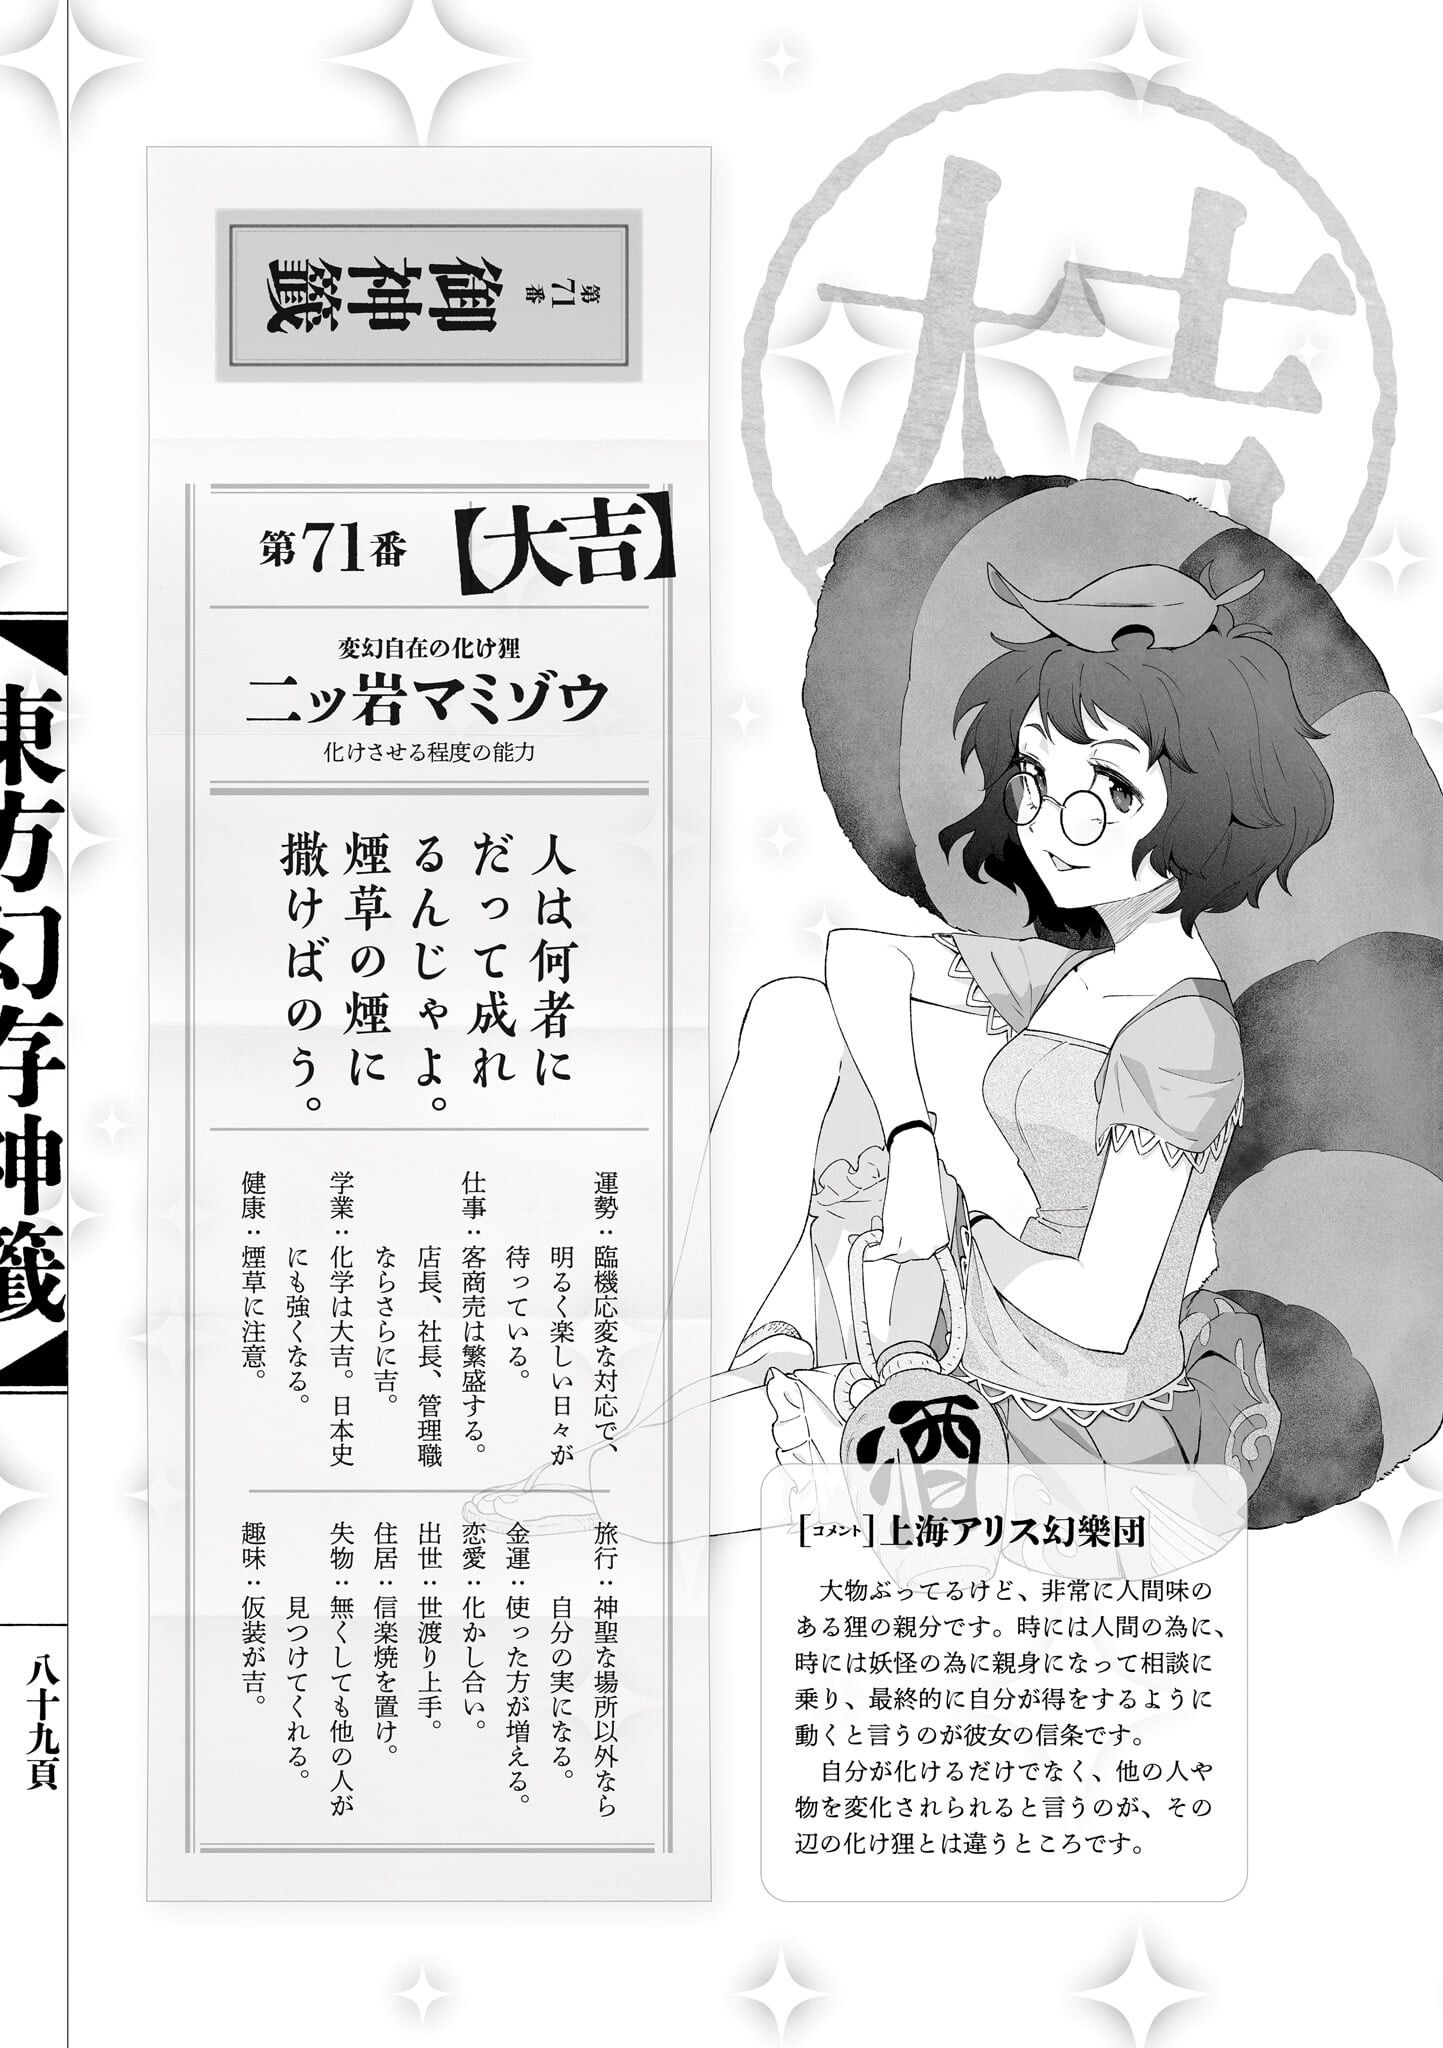 大吉
御神籤
第71番
第71番
【大吉】
変幻自在の化け狸
二ッ岩マミゾウ
化けさせる程度の能力
人は何者に
だって成れ
るんじゃよ。
煙草の煙に
撒けばのう。
運勢：臨機応変な対応で、
明るく楽しい日々が
待っている。
仕事：客商売は繁盛する。
店長、社長、管理職
ならさらに吉。
学業：化学は大吉。日本史
にも強くなる。
健康：煙草に注意。
旅行：神聖な場所以外なら
自分の実になる。
金運：使った方が増える。
恋愛：化かし合い。
出世：世渡り上手。
住居：信楽焼を置け。
失物：無くしても他の人が
見つけてくれる。
趣味：仮装が吉。
酒
［コメント］上海アリス幻樂団
大物ぶってるけど、非常に人間味の
ある狸の親分です。時には人間の為に、
時には妖怪の為に親身になって相談に
乗り、最終的に自分が得をするように
動くと言うのが彼女の信条です。
自分が化けるだけでなく、他の人や
物を変化されられると言うのが、その
辺の化け狸とは違うところです。
【東方幻存神籤】
八十九頁